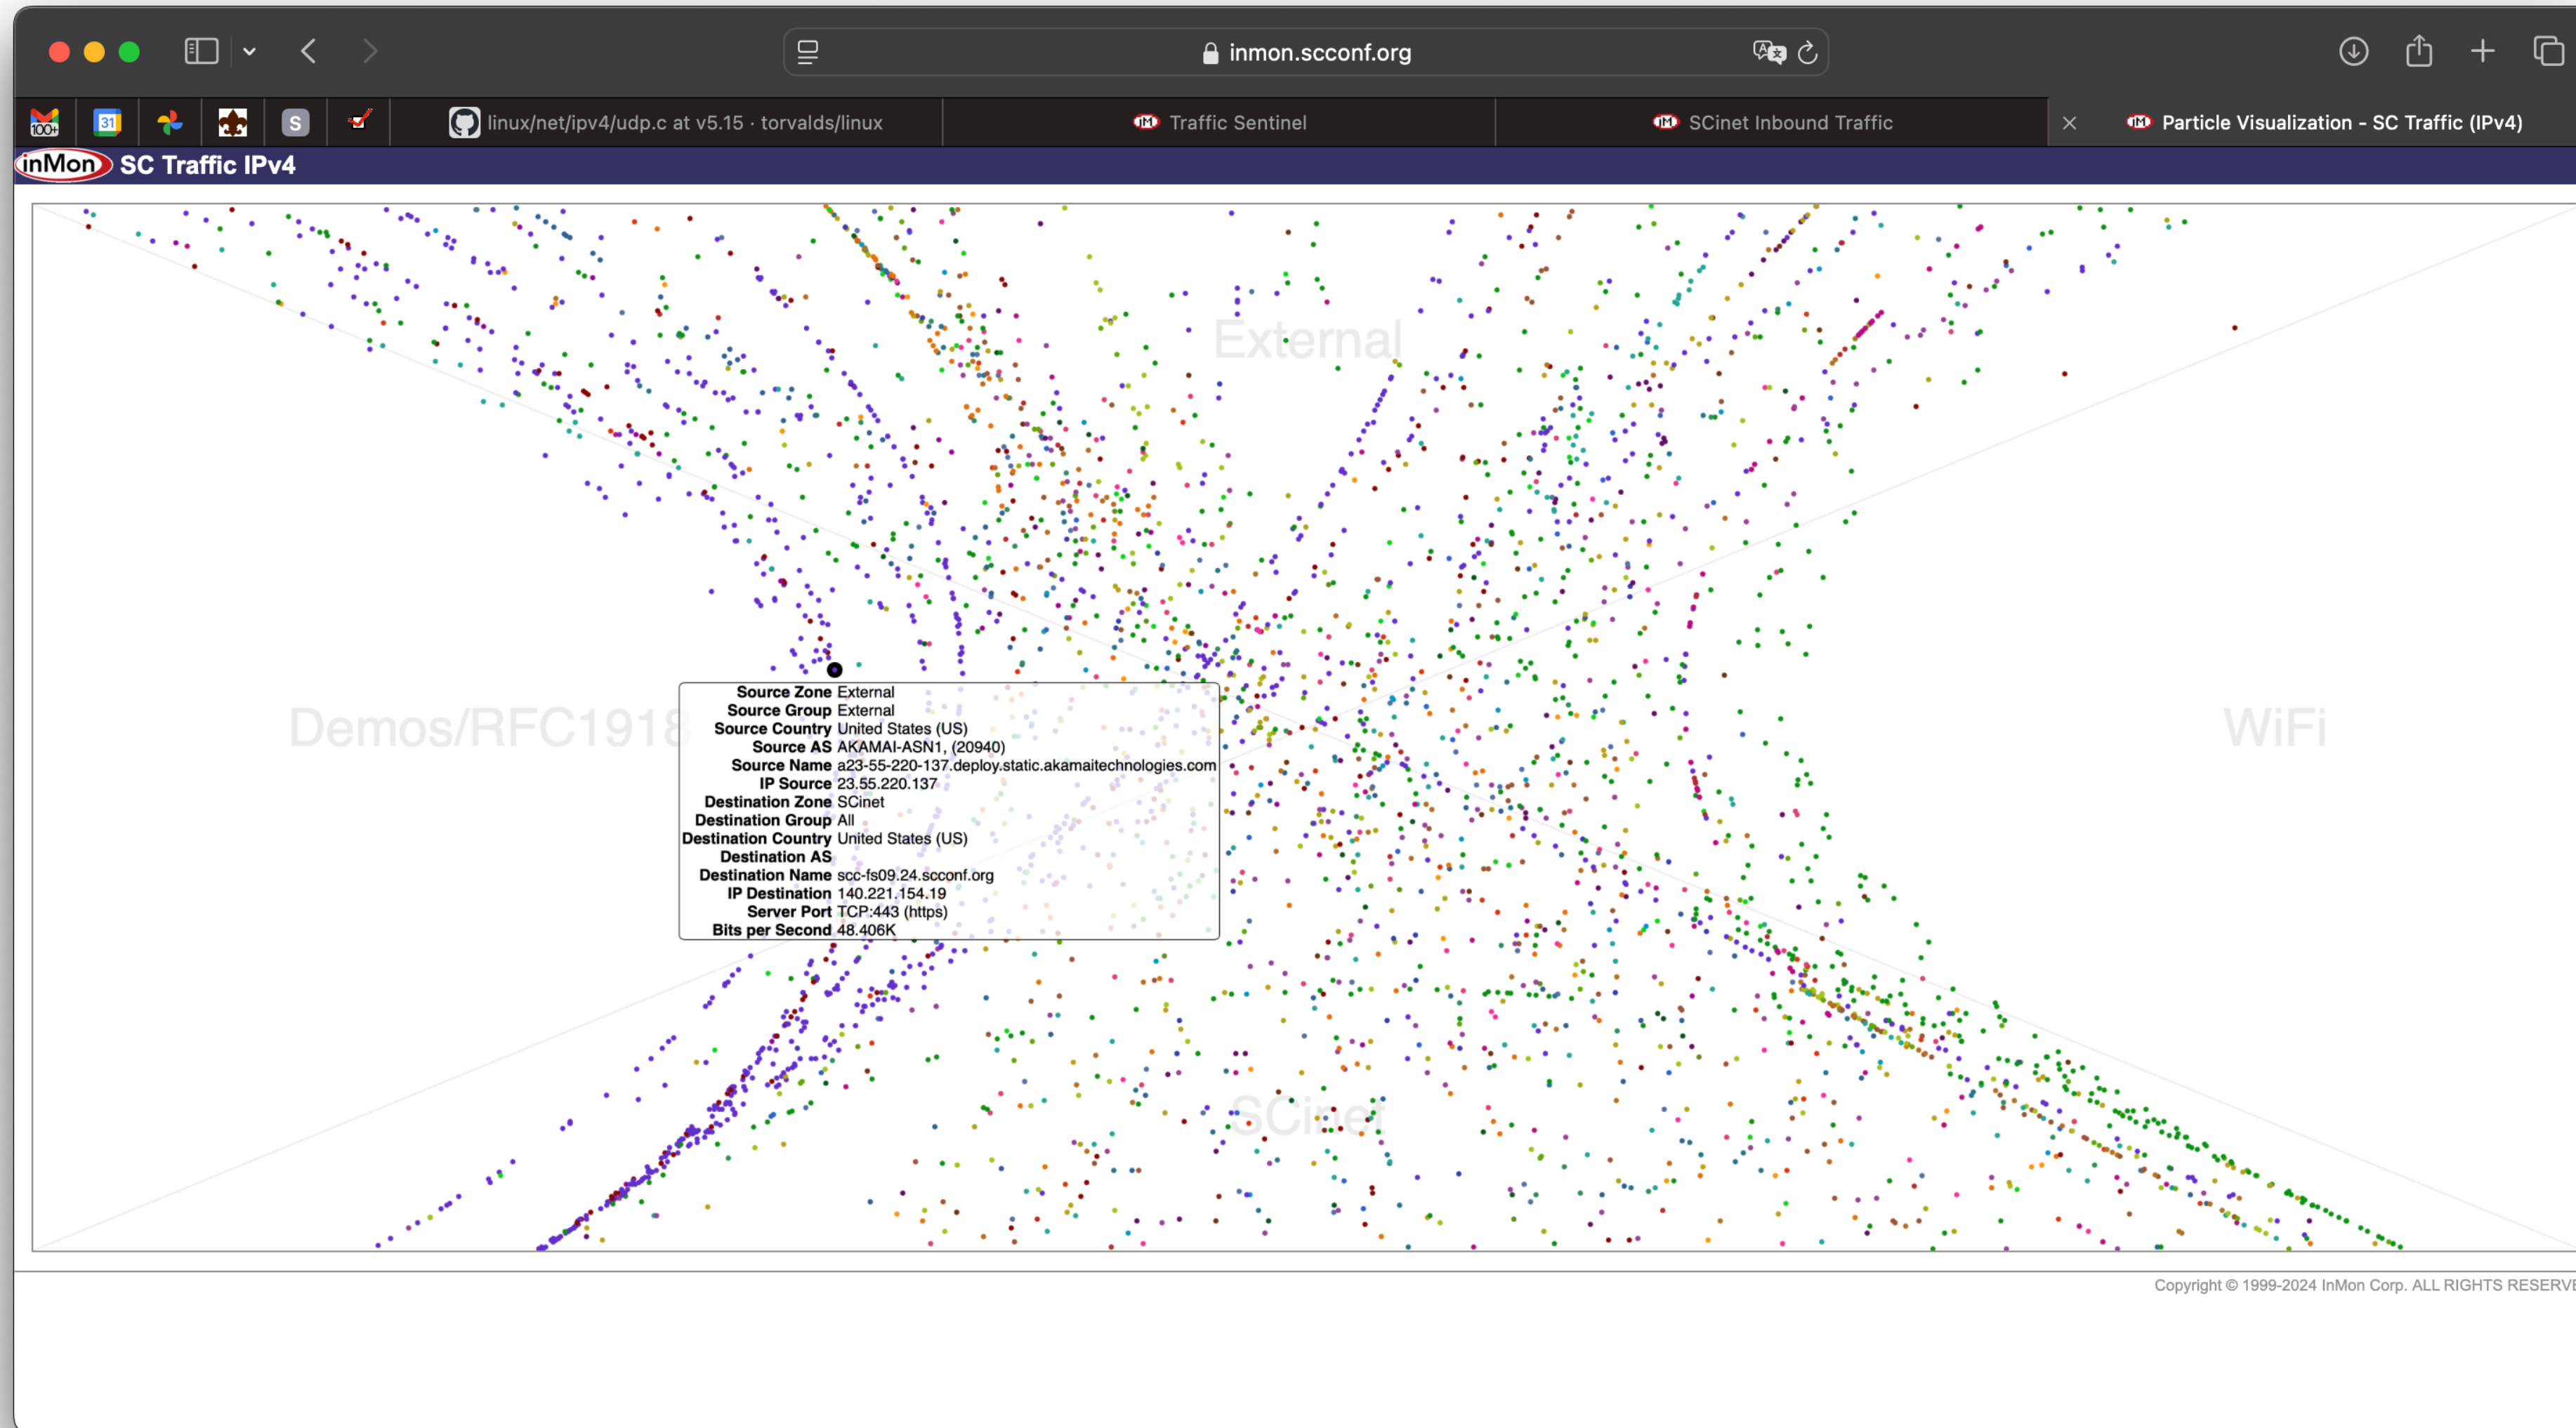 inmon.scconf.org
100+
31
S
linux/net/ipv4/udp.c at v5.15 · torvalds/linux
Traffic Sentinel
SCinet Inbound Traffic
Particle Visualization - SC Traffic (IPv4)
inMon SC Traffic IPv4
External
Demos/RFC1918
WiFi
Source Zone External
Source Group External
Source Country United States (US)
Source AS AKAMAI-ASN1, (20940)
Source Name a23-55-220-137.deploy.static.akamaitechnologies.com
IP Source 23.55.220.137
Destination Zone SCinet
Destination Group All
Destination Country United States (US)
Destination AS
Destination Name scc-fs09.24.scconf.org
IP Destination 140.221.154.19
Server Port TCP:443 (https)
Bits per Second 48.406K
SCinet
Copyright © 1999-2024 InMon Corp. ALL RIGHTS RESERVE